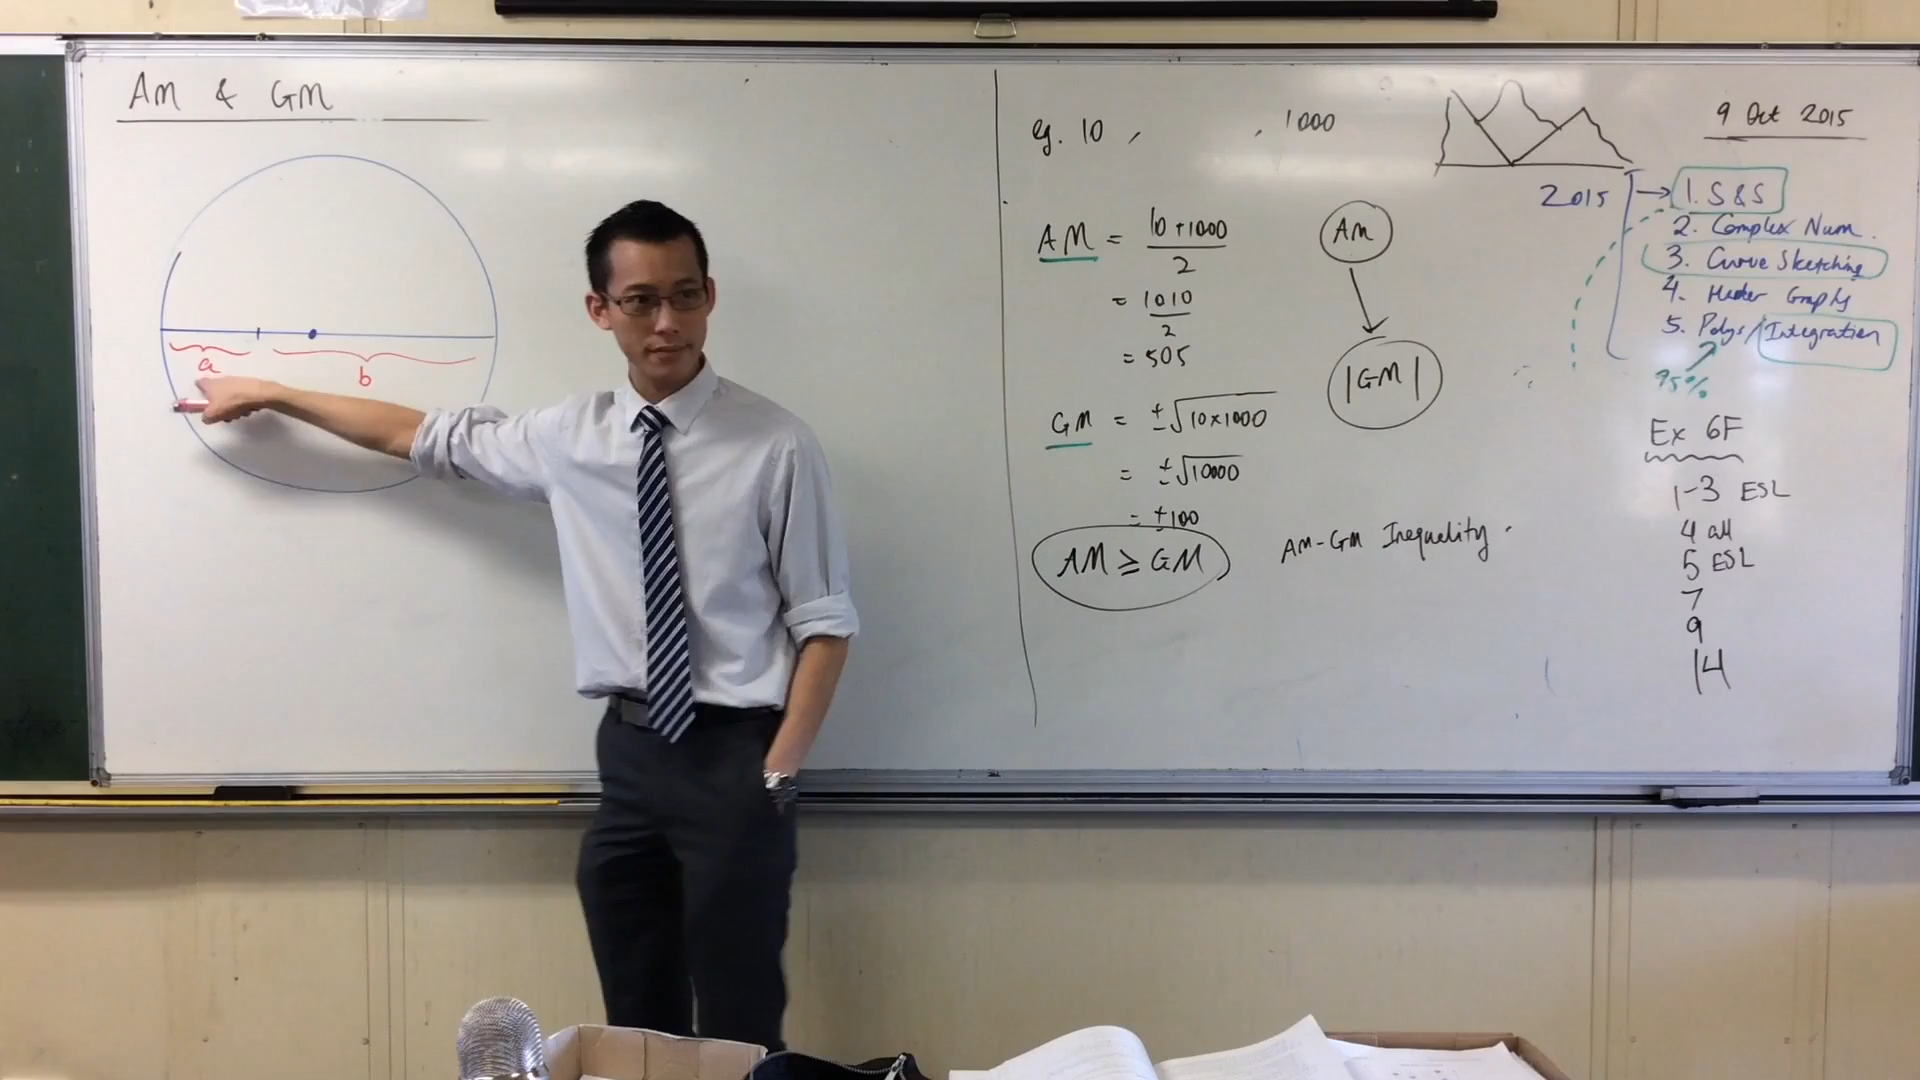 AM & GM
a
b
eg. 10 , , 1000
AM = 10+1000
2
= 1010
2
= 505
GM = ±√10×1000
= ±√10000
= ±100
AM ≥ GM
AM-GM Inequality.
AM
|GM|
9 Oct 2015
2015
1. S&S
2. Complex Num.
3. Curve Sketching
4. Graphs
5. Polys/Integration
95%
Ex 6F
1-3 ESL
4 all
5 ESL
7
9
14